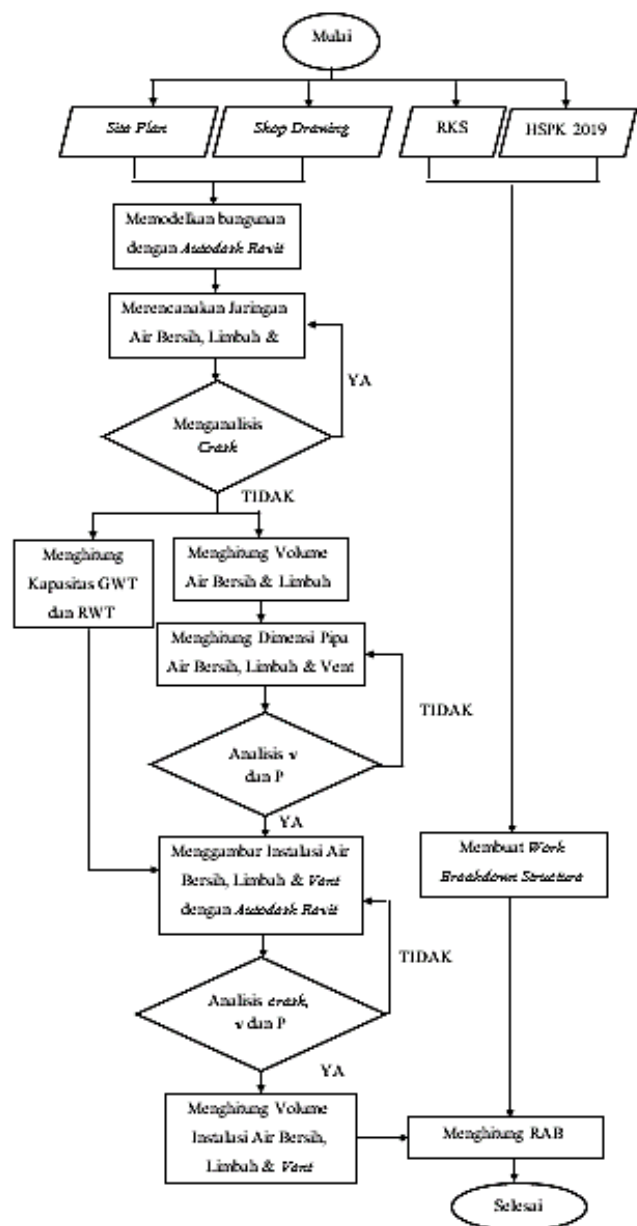 Mulai
Site Plan
Shop Drawing
RKS
HSPK 2019
Memodelkan bangunan
dengan Autodesk Revit
Merencanakan Jaringan
Air Bersih, Limbah &
YA
Menganalisis
Crash
TIDAK
Menghitung
Kapasitas GWT
dan RWT
Menghitung Volume
Air Bersih & Limbah
Menghitung Dimensi Pipa
Air Bersih, Limbah & Vent
TIDAK
Analisis v
dan P
YA
Menggambar Instalasi Air
Bersih, Limbah & Vent
dengan Autodesk Revit
Membuat Work
Breakdown Structure
TIDAK
Analisis crash,
v dan P
YA
Menghitung Volume
Instalasi Air Bersih,
Limbah & Vent
Menghitung RAB
Selesai